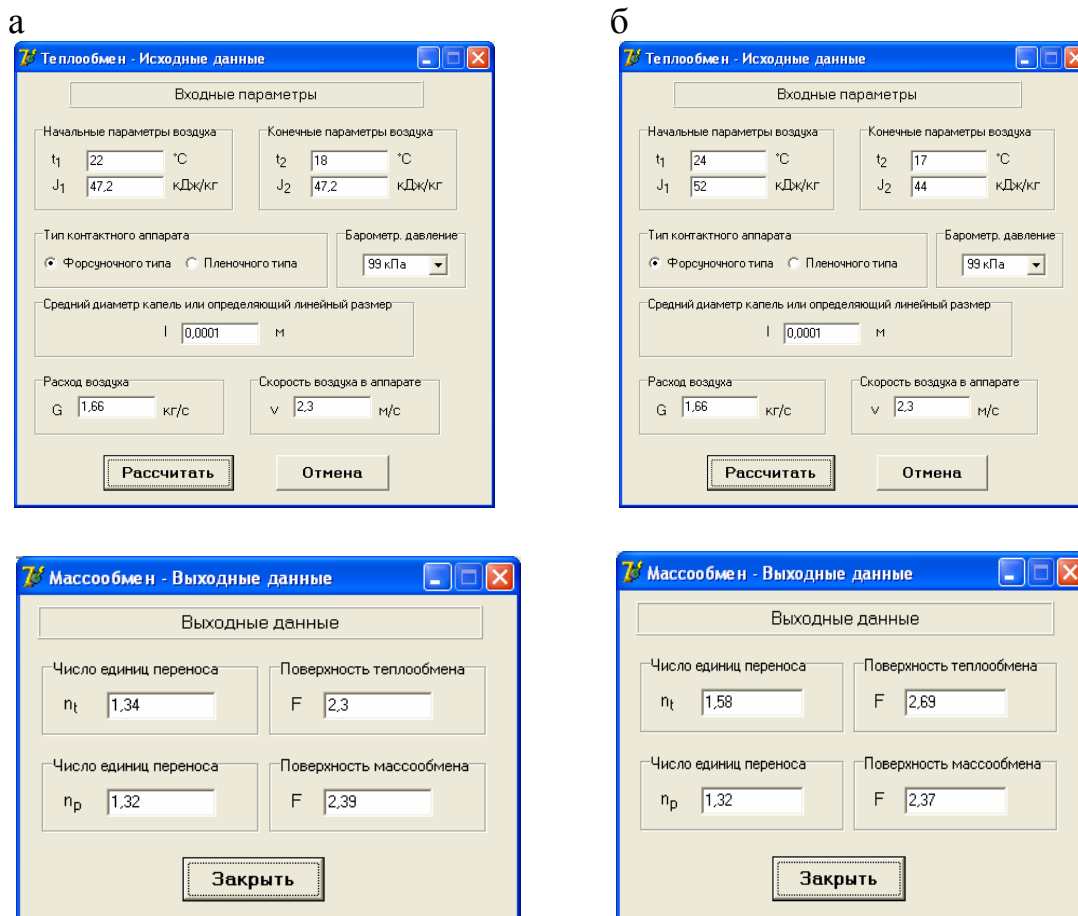 а
Теплообмен - Исходные данные
Входные параметры
Начальные параметры воздуха
Конечные параметры воздуха
t1 22 °C
t2 18 °C
J1 47,2 кДж/кг
J2 47,2 кДж/кг
Тип контактного аппарата
Барометр. давление
Форсуночного типа Пленочного типа
99 кПа
Средний диаметр капель или определяющий линейный размер
l 0,0001 м
Расход воздуха
Скорость воздуха в аппарате
G 1,66 кг/с
v 2,3 м/с
Рассчитать Отмена
б
Теплообмен - Исходные данные
Входные параметры
Начальные параметры воздуха
Конечные параметры воздуха
t1 24 °C
t2 17 °C
J1 52 кДж/кг
J2 44 кДж/кг
Тип контактного аппарата
Барометр. давление
Форсуночного типа Пленочного типа
99 кПа
Средний диаметр капель или определяющий линейный размер
l 0,0001 м
Расход воздуха
Скорость воздуха в аппарате
G 1,66 кг/с
v 2,3 м/с
Рассчитать Отмена
Массообмен - Выходные данные
Выходные данные
Число единиц переноса
Поверхность теплообмена
nt 1,34
F 2,3
Число единиц переноса
Поверхность массообмена
np 1,32
F 2,39
Закрыть
Массообмен - Выходные данные
Выходные данные
Число единиц переноса
Поверхность теплообмена
nt 1,58
F 2,69
Число единиц переноса
Поверхность массообмена
np 1,32
F 2,37
Закрыть